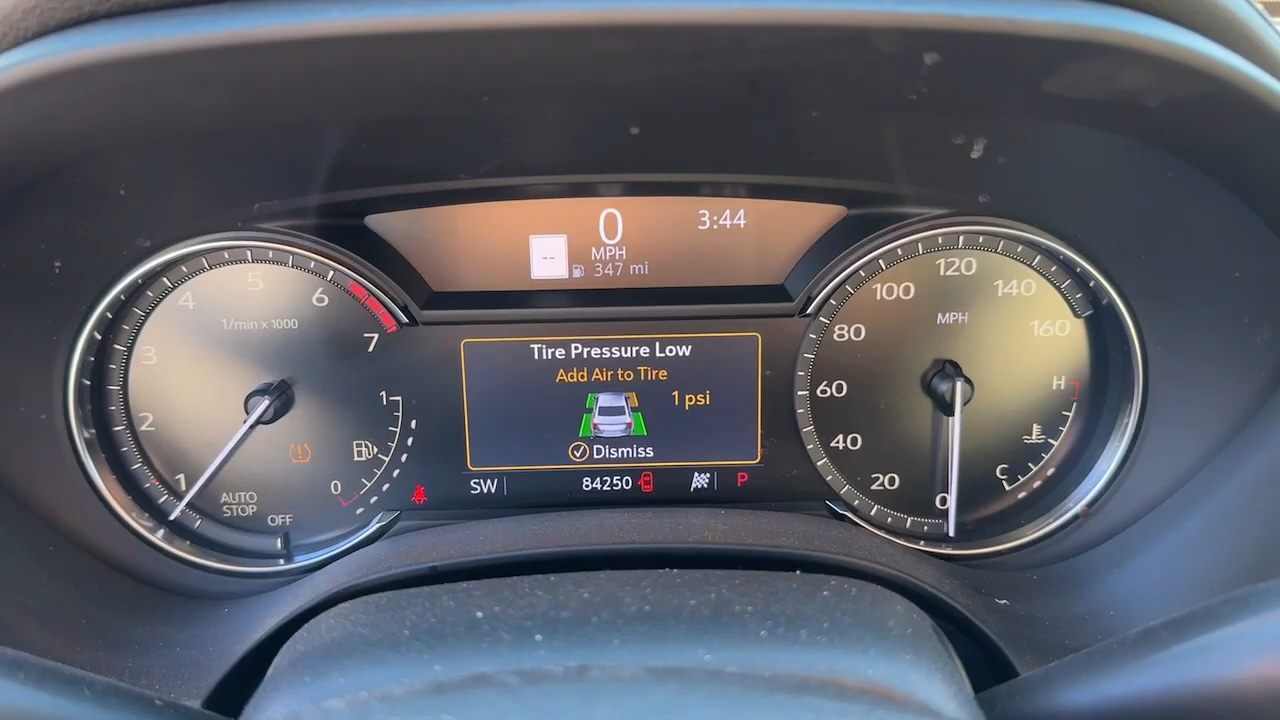 0
3:44
MPH
--
347 mi
Tire Pressure Low
Add Air to Tire
1 psi
Dismiss
SW
84250
P
1
2
3
4
5
6
7
1/min x 1000
AUTO
STOP
OFF
1
0
0
20
40
60
80
100
120
140
160
MPH
H
C